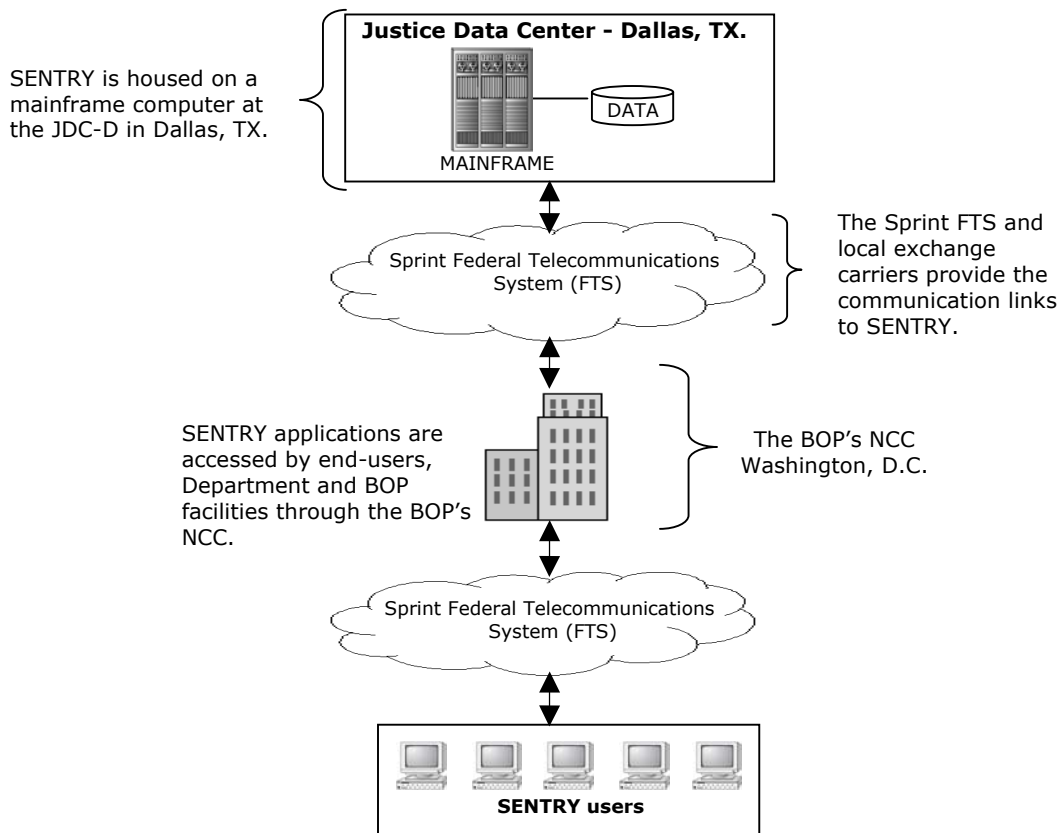 Justice Data Center - Dallas, TX.
SENTRY is housed on a
mainframe computer at
the JDC-D in Dallas, TX.
DATA
MAINFRAME
Sprint Federal Telecommunications
System (FTS)
The Sprint FTS and
local exchange
carriers provide the
communication links
to SENTRY.
SENTRY applications are
accessed by end-users,
Department and BOP
facilities through the BOP’s
NCC.
The BOP’s NCC
Washington, D.C.
Sprint Federal Telecommunications
System (FTS)
SENTRY users